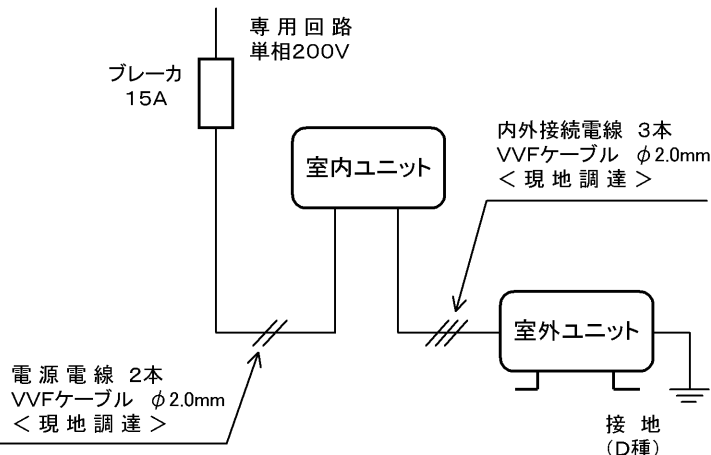 専用回路
単相200V
ブレーカ
15A
室内ユニット
内外接続電線 3本
VVFケーブル φ2.0mm
＜現地調達＞
室外ユニット
電源電線 2本
VVFケーブル φ2.0mm
＜現地調達＞
接地
(D種)